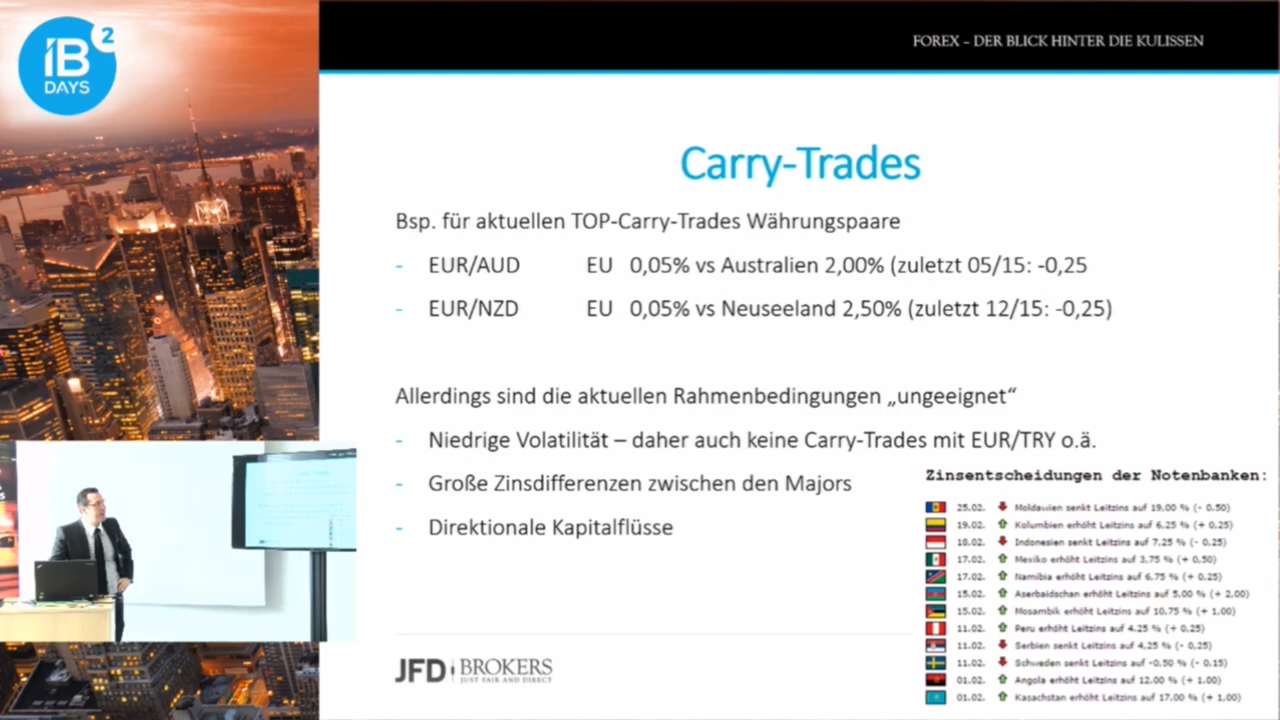 iB 2
DAYS
FOREX – DER BLICK HINTER DIE KULISSEN
Carry-Trades
Bsp. für aktuellen TOP-Carry-Trades Währungspaare
- EUR/AUD EU 0,05% vs Australien 2,00% (zuletzt 05/15: -0,25
- EUR/NZD EU 0,05% vs Neuseeland 2,50% (zuletzt 12/15: -0,25)
Allerdings sind die aktuellen Rahmenbedingungen „ungeeignet“
- Niedrige Volatilität – daher auch keine Carry-Trades mit EUR/TRY o.ä.
- Große Zinsdifferenzen zwischen den Majors
- Direktionale Kapitalflüsse
Zinsentscheidungen der Notenbanken:
25.02. Moldawien senkt Leitzins auf 19,00 % (- 0.50)
19.02. Kolumbien erhöht Leitzins auf 6,25 % (+ 0,25)
18.02. Indonesien senkt Leitzins auf 7,25 % (- 0,25)
17.02. Mexiko erhöht Leitzins auf 3,75 % (+ 0,50)
17.02. Namibia erhöht Leitzins auf 6,75 % (+ 0,25)
15.02. Aserbaidschan erhöht Leitzins auf 5,00 % (+ 2,00)
15.02. Mosambik erhöht Leitzins auf 10,75 % (+ 1,00)
11.02. Peru erhöht Leitzins auf 4,25 % (+ 0,25)
11.02. Serbien senkt Leitzins auf 4,25 % (- 0,25)
11.02. Schweden senkt Leitzins auf -0,50 % (- 0,15)
01.02. Angola erhöht Leitzins auf 12,00 % (+ 1.00)
01.02. Kasachstan erhöht Leitzins auf 17,00 % (+ 1,00)
JFD BROKERS
JUST FAIR AND DIRECT